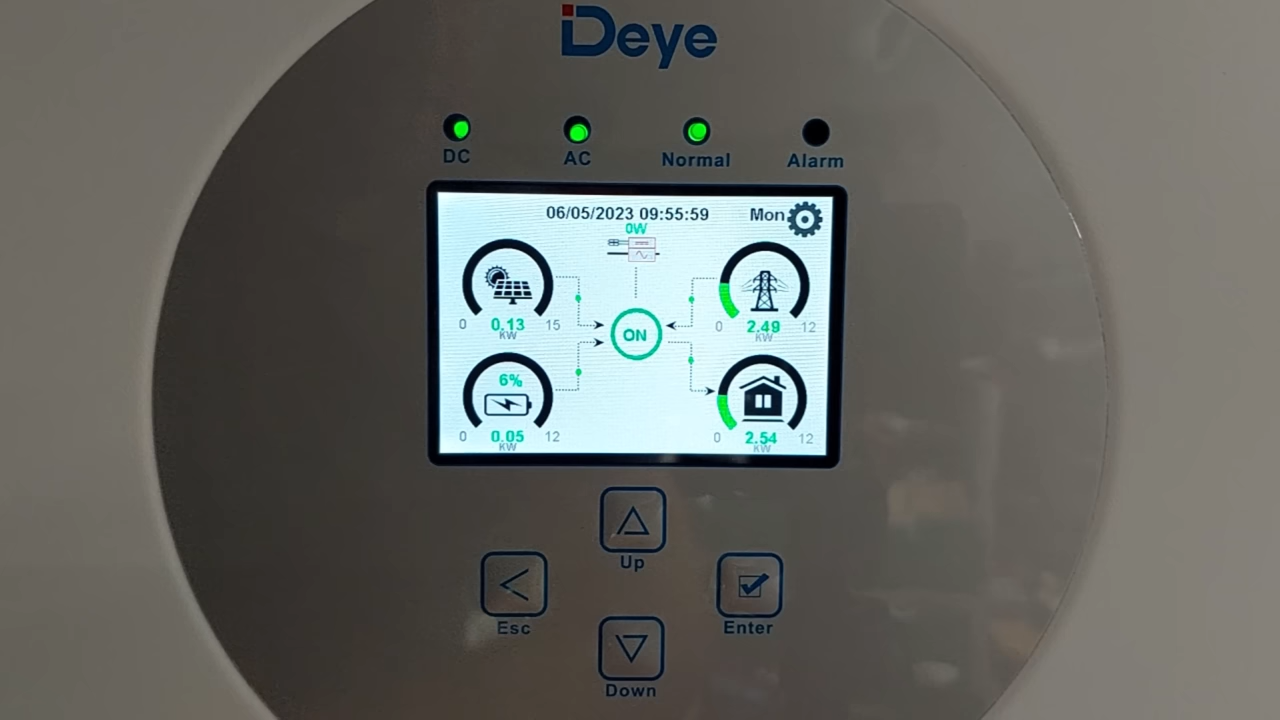 Deye
DC AC Normal Alarm
06/05/2023 09:55:59 Mon
0W
0 0.13 15
KW
0 2.49 12
KW
ON
6%
0 0.05 12
KW
0 2.54 12
KW
Up
Esc
Enter
Down